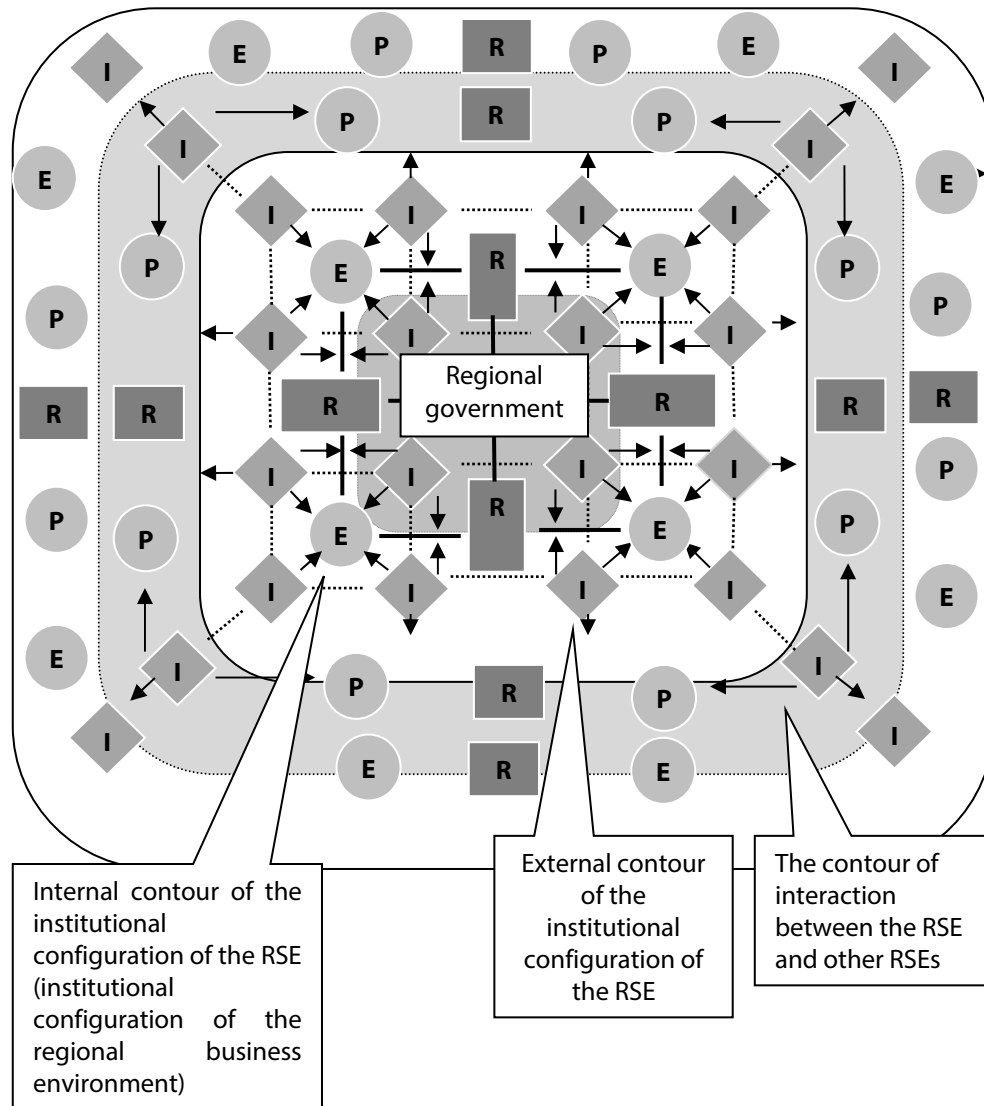 E P R P E
I I
P R P
I I
E E
I I I I
R
E E
P P
P P
I I I I
Regional
government
R R R R R R
I I I I
P
P P P
R
E E
I I I I
E E
I I
P R P
I I
E R E
Internal contour of the
institutional
configuration of the RSE
(institutional
configuration of the
regional business
environment)
External contour
of the
institutional
configuration of
the RSE
The contour of
interaction
between the RSE
and other RSEs